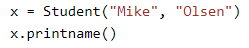 x = Student("Mike", "Olsen")
x.printname()